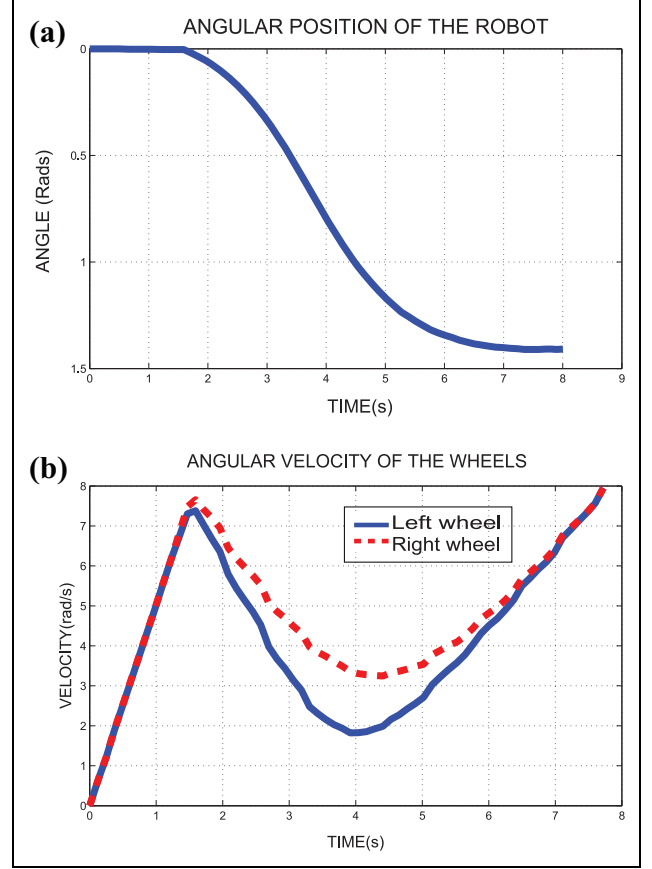 (a)
ANGULAR POSITION OF THE ROBOT
0
0.5
1
1.5
ANGLE (Rads)
0 1 2 3 4 5 6 7 8 9
TIME(s)
(b)
ANGULAR VELOCITY OF THE WHEELS
8
7
6
5
4
3
2
1
0
VELOCITY(rad/s)
Left wheel
Right wheel
0 1 2 3 4 5 6 7 8
TIME(s)